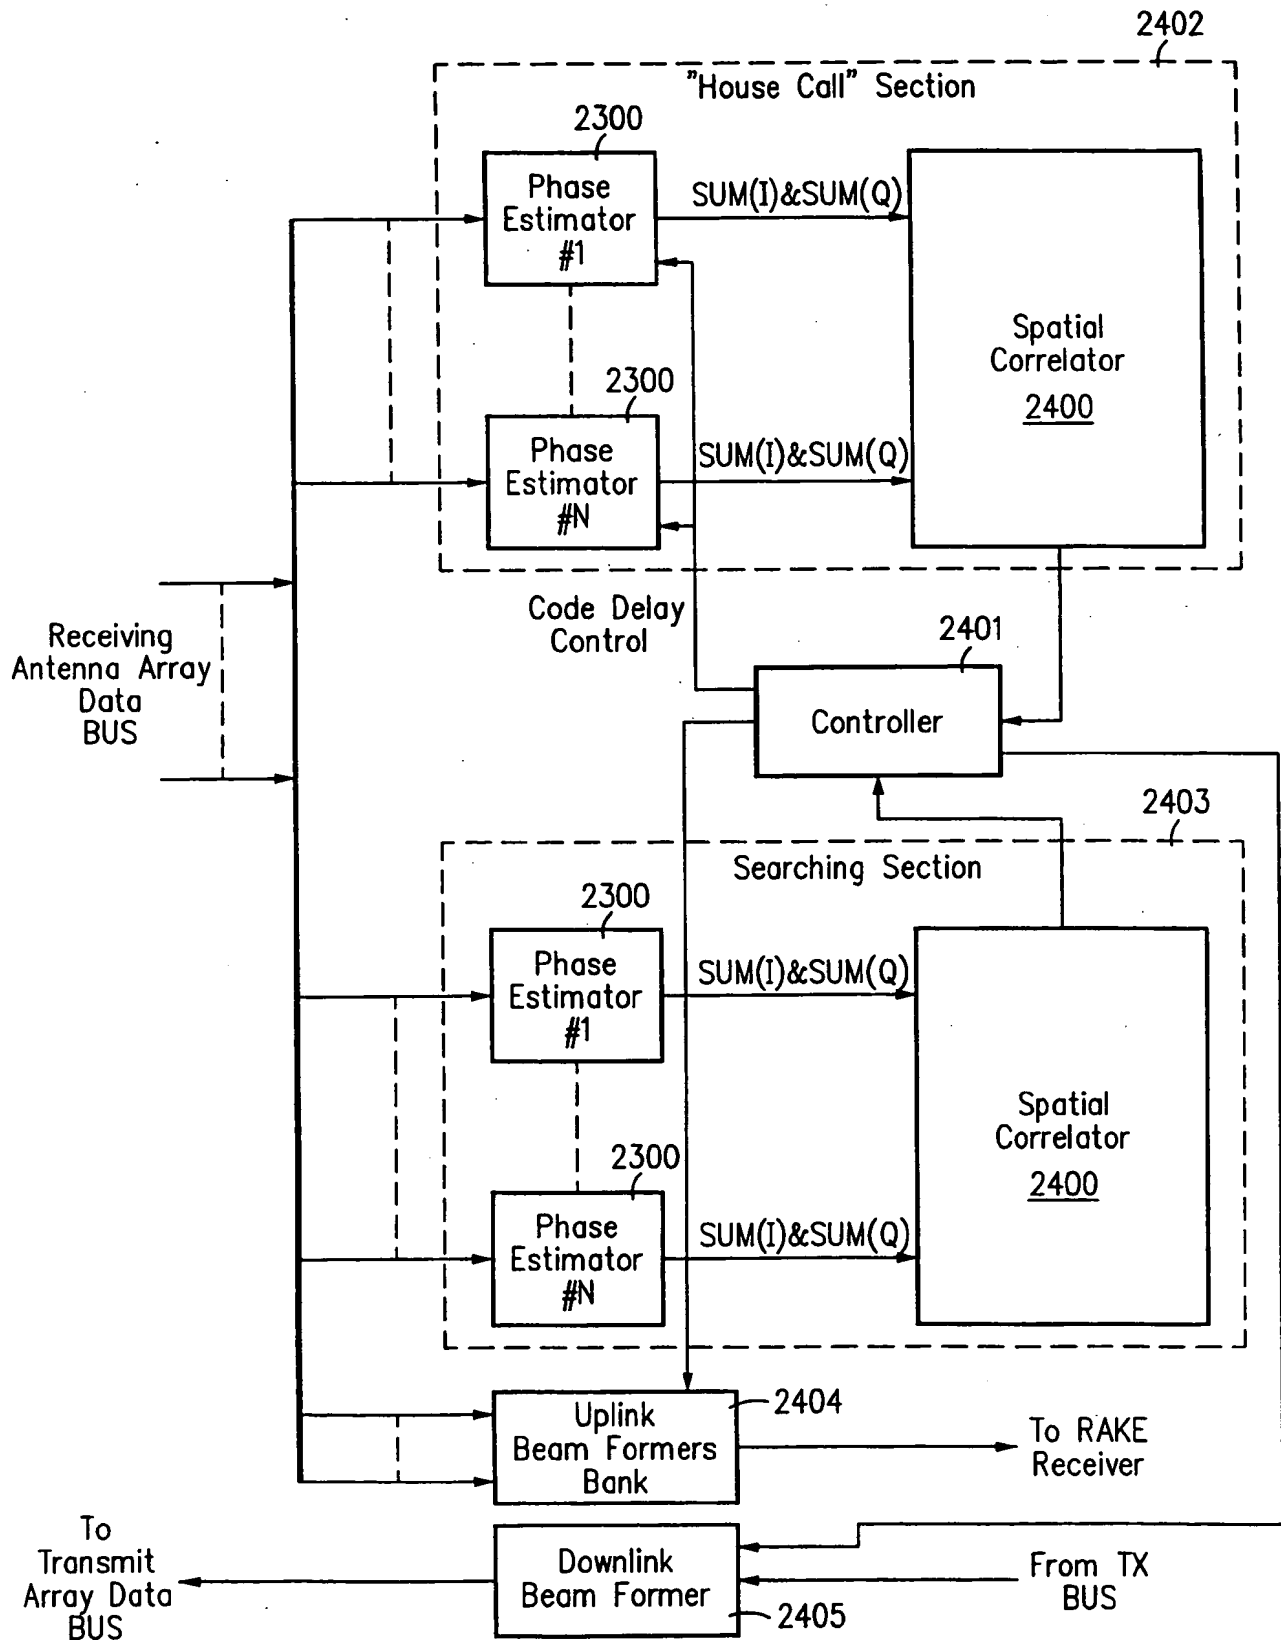 2402
"House Call" Section
2300
Phase
Estimator
#1
SUM(I)&SUM(Q)
Spatial
Correlator
2400
2300
Phase
Estimator
#N
SUM(I)&SUM(Q)
Receiving
Antenna Array
Data
BUS
Code Delay
Control
2401
Controller
2403
Searching Section
2300
Phase
Estimator
#1
SUM(I)&SUM(Q)
Spatial
Correlator
2400
2300
Phase
Estimator
#N
SUM(I)&SUM(Q)
2404
Uplink
Beam Formers
Bank
To RAKE
Receiver
To
Transmit
Array Data
BUS
Downlink
Beam Former
2405
From TX
BUS